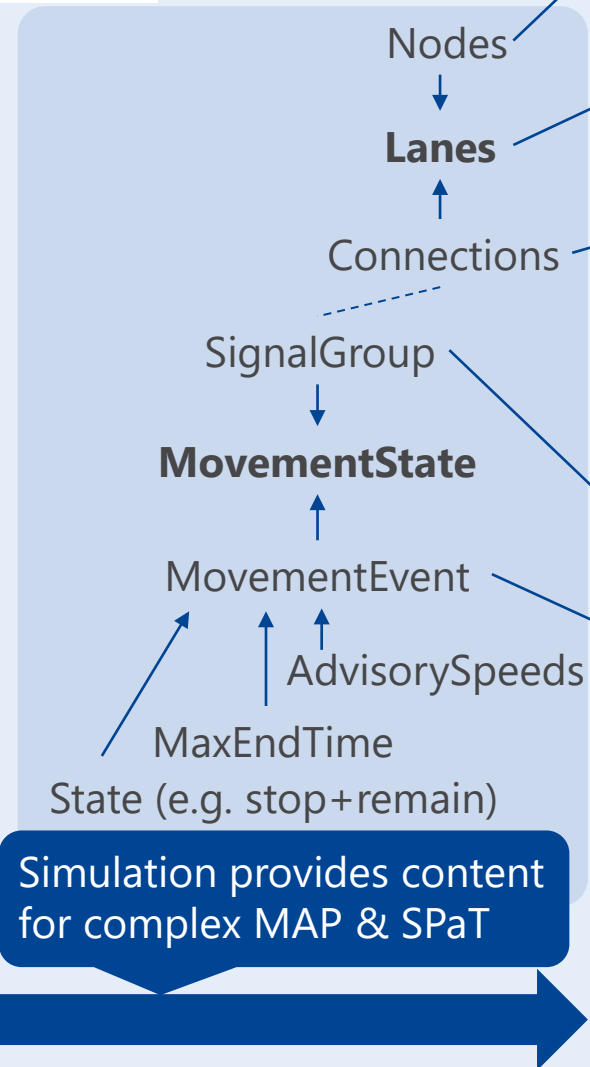 Nodes
Lanes
Connections
SignalGroup
MovementState
MovementEvent
AdvisorySpeeds
MaxEndTime
State (e.g. stop+remain)
Simulation provides content
for complex MAP & SPaT